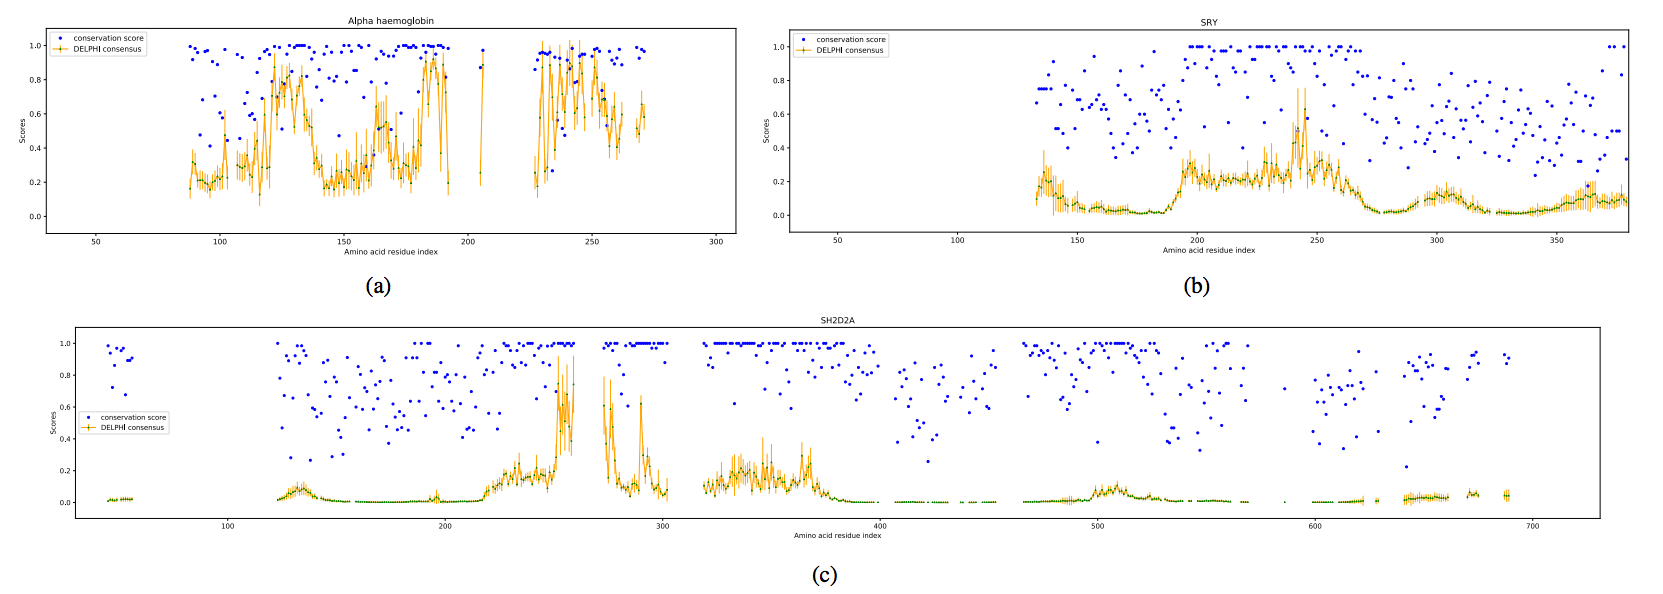 Alpha haemoglobin
conservation score
DELPHI consensus
1.0
0.8
0.6
0.4
0.2
0.0
Scores
50
100
150
200
250
300
Amino acid residue index
(a)
SRY
conservation score
DELPHI consensus
1.0
0.8
0.6
0.4
0.2
0.0
Scores
50
100
150
200
250
300
350
Amino acid residue index
(b)
SH2D2A
1.0
0.8
0.6
0.4
0.2
0.0
Scores
conservation score
DELPHI consensus
100
200
300
400
500
600
700
Amino acid residue index
(c)